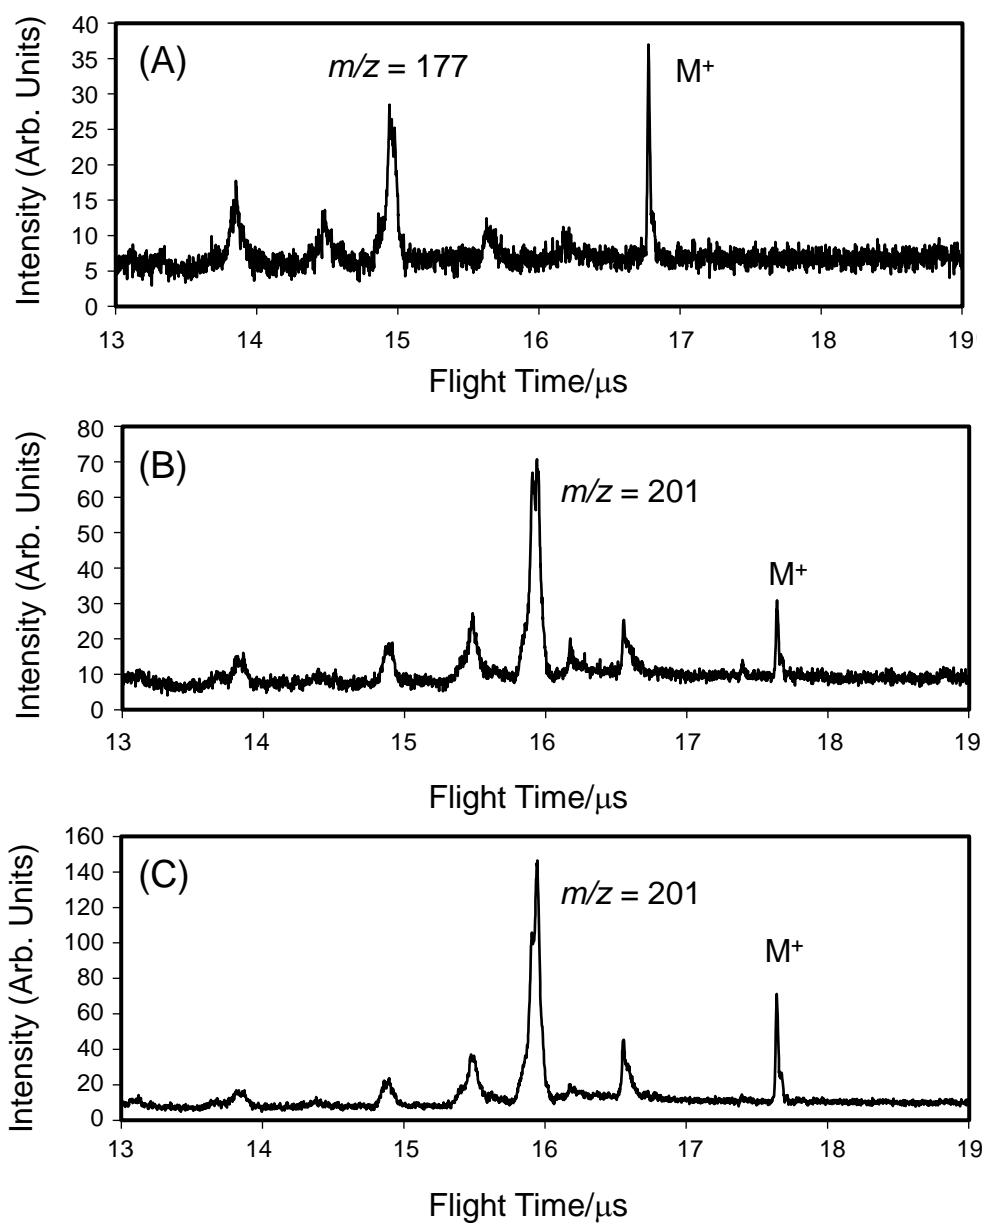 (A)
m/z = 177
M+
Intensity (Arb. Units)
40
35
30
25
20
15
10
5
0
13 14 15 16 17 18 19
Flight Time/μs
(B)
m/z = 201
M+
Intensity (Arb. Units)
80
70
60
50
40
30
20
10
0
13 14 15 16 17 18 19
Flight Time/μs
(C)
m/z = 201
M+
Intensity (Arb. Units)
160
140
120
100
80
60
40
20
0
13 14 15 16 17 18 19
Flight Time/μs